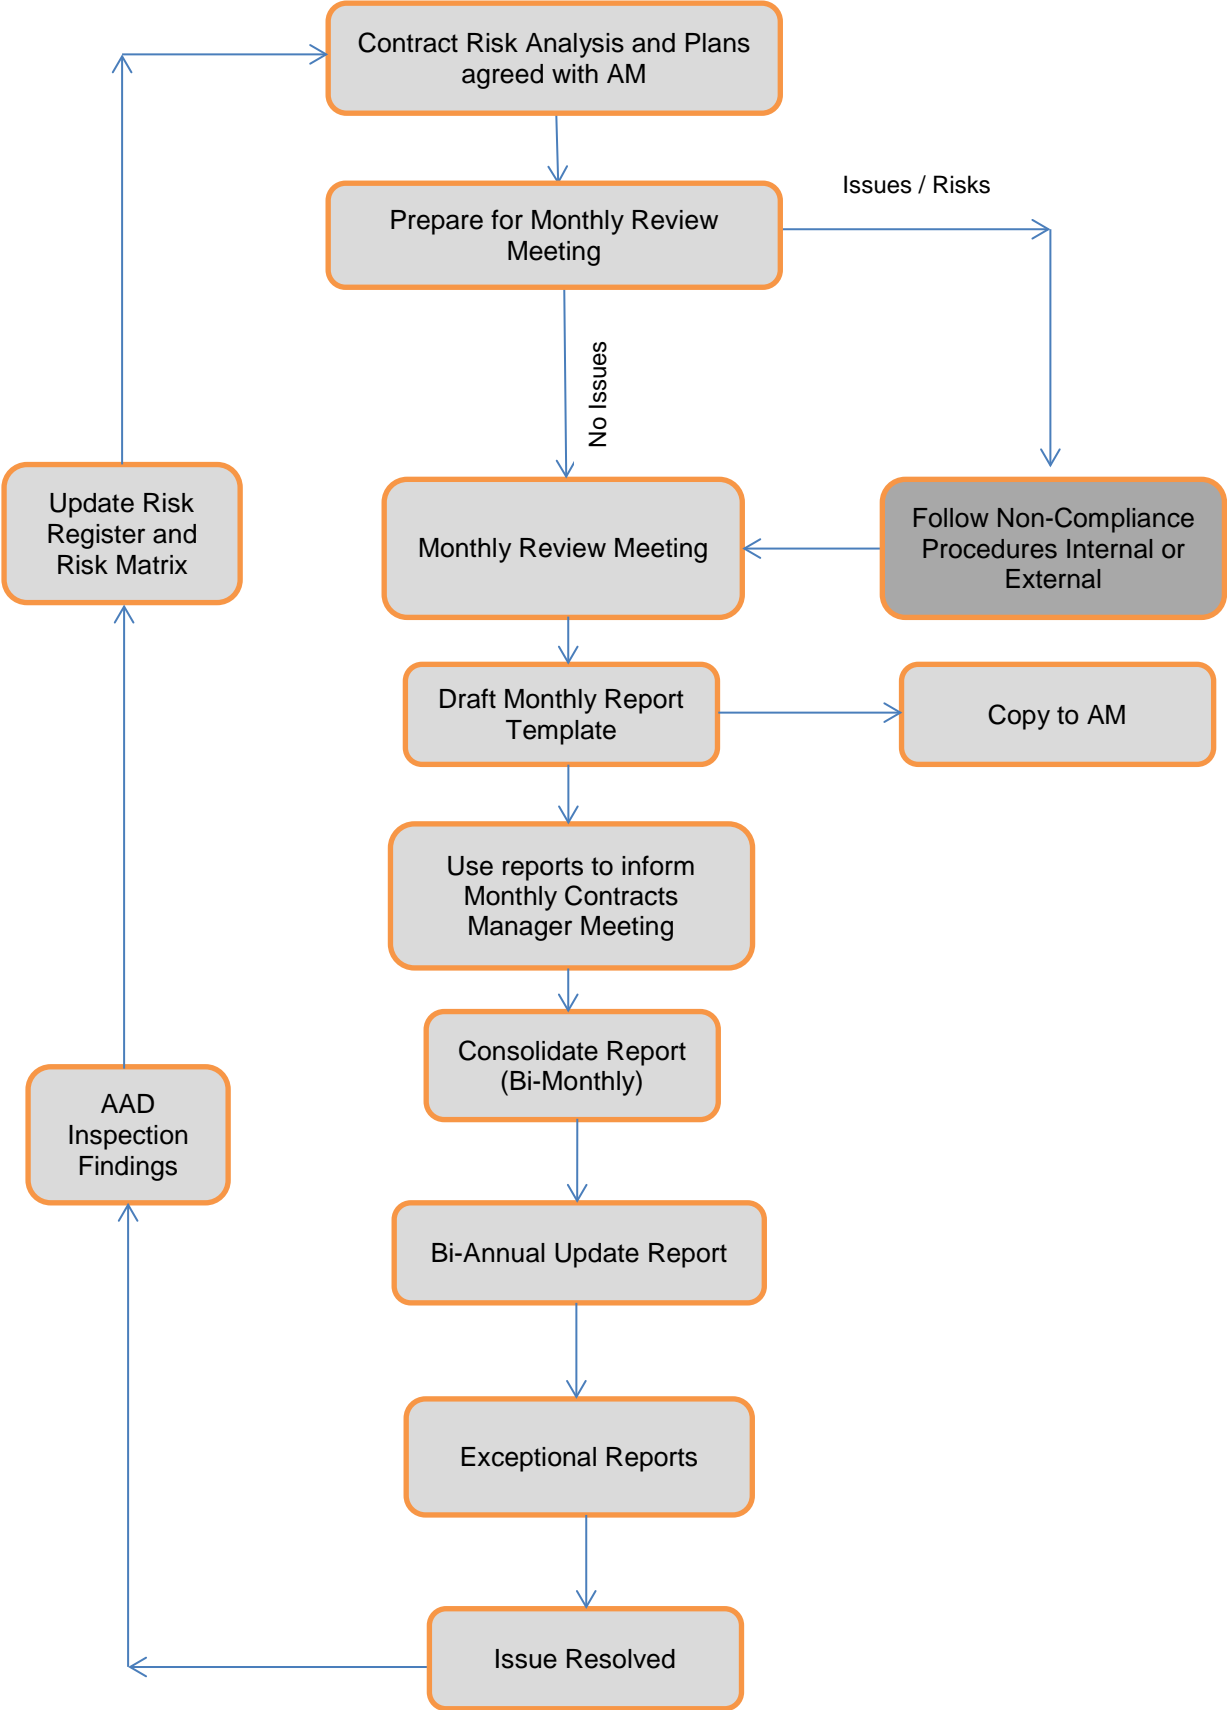 Contract Risk Analysis and Plans
agreed with AM
Issues / Risks
Prepare for Monthly Review
Meeting
No Issues
Update Risk
Register and
Risk Matrix
Monthly Review Meeting
Follow Non-Compliance
Procedures Internal or
External
Draft Monthly Report
Template
Copy to AM
Use reports to inform
Monthly Contracts
Manager Meeting
Consolidate Report
(Bi-Monthly)
AAD
Inspection
Findings
Bi-Annual Update Report
Exceptional Reports
Issue Resolved